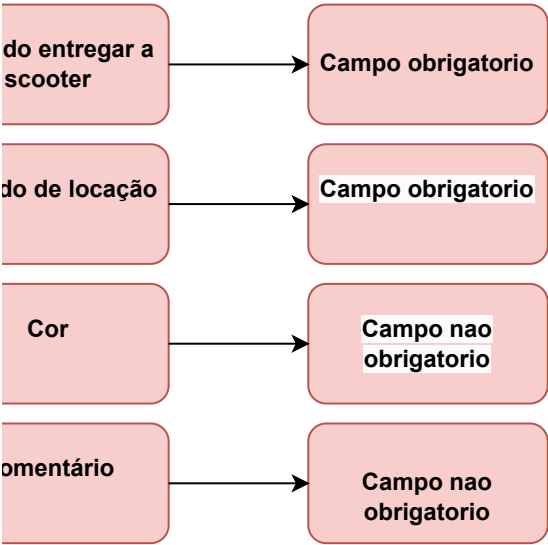 do entregar a
scooter
Campo obrigatorio
do de locação
Campo obrigatorio
Cor
Campo nao
obrigatorio
omentário
Campo nao
obrigatorio